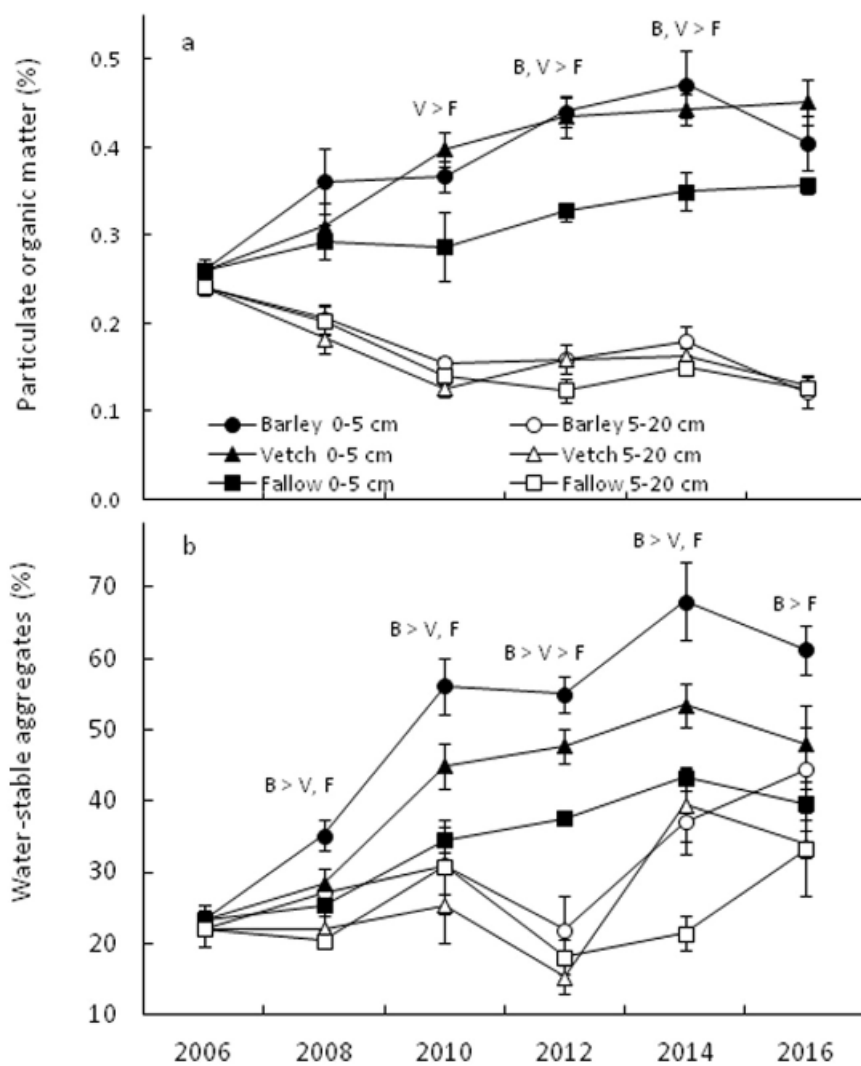 a
Particulate organic matter (%)
0.5
0.4
0.3
0.2
0.1
0.0
V > F
B, V > F
B, V > F
Barley 0-5 cm
Barley 5-20 cm
Vetch 0-5 cm
Vetch 5-20 cm
Fallow 0-5 cm
Fallow 5-20 cm
b
Water-stable aggregates (%)
70
60
50
40
30
20
10
B > V, F
B > V, F
B > V > F
B > V, F
B > F
2006 2008 2010 2012 2014 2016